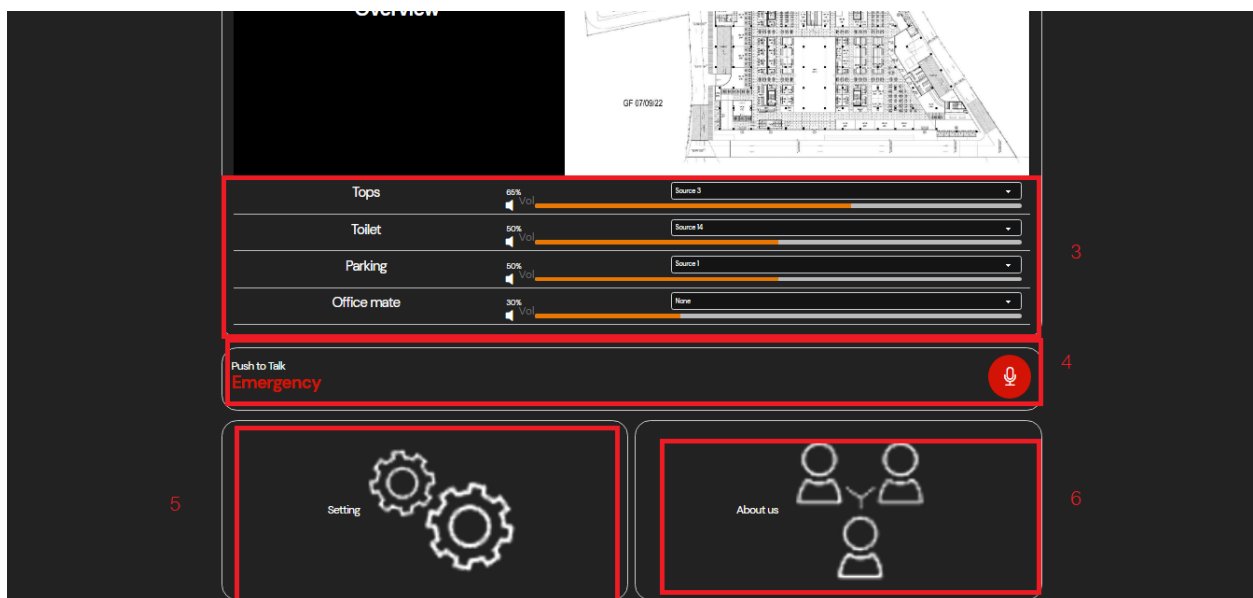 Overview
GF 07/09/22
Tops
65%
Vol
Source 3
Toilet
50%
Vol
Source 14
Parking
50%
Vol
Source 1
Office mate
30%
Vol
None
3
Push to Talk
Emergency
4
Setting
5
About us
6